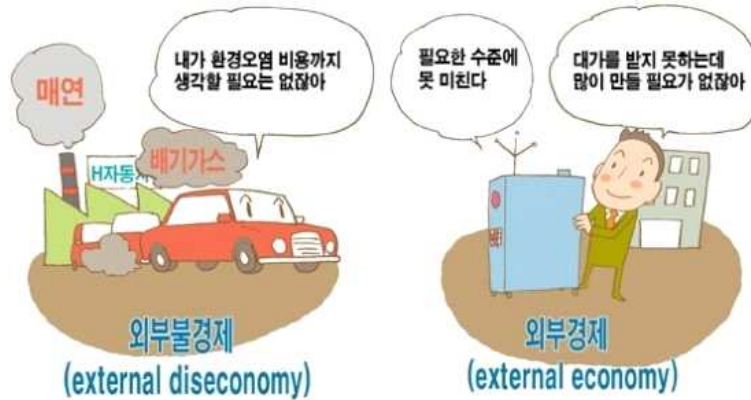 매연
내가 환경오염 비용까지
생각할 필요는 없잖아
H자동
배기가스
필요한 수준에
못 미친다
대가를 받지 못하는데
많이 만들 필요가 없잖아
외부불경제
(external diseconomy)
외부경제
(external economy)